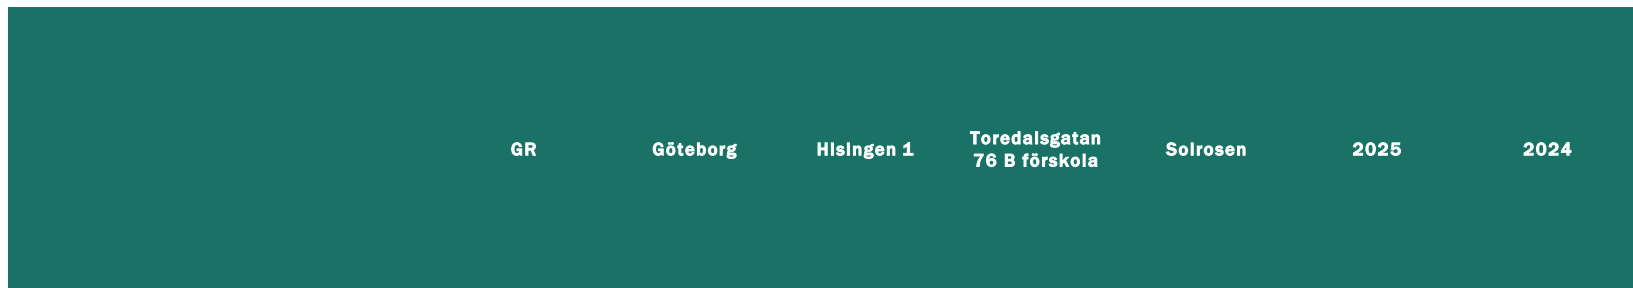 GR Göteborg Hisingen 1 Toredalsgatan 76 B förskola Solrosen 2025 2024